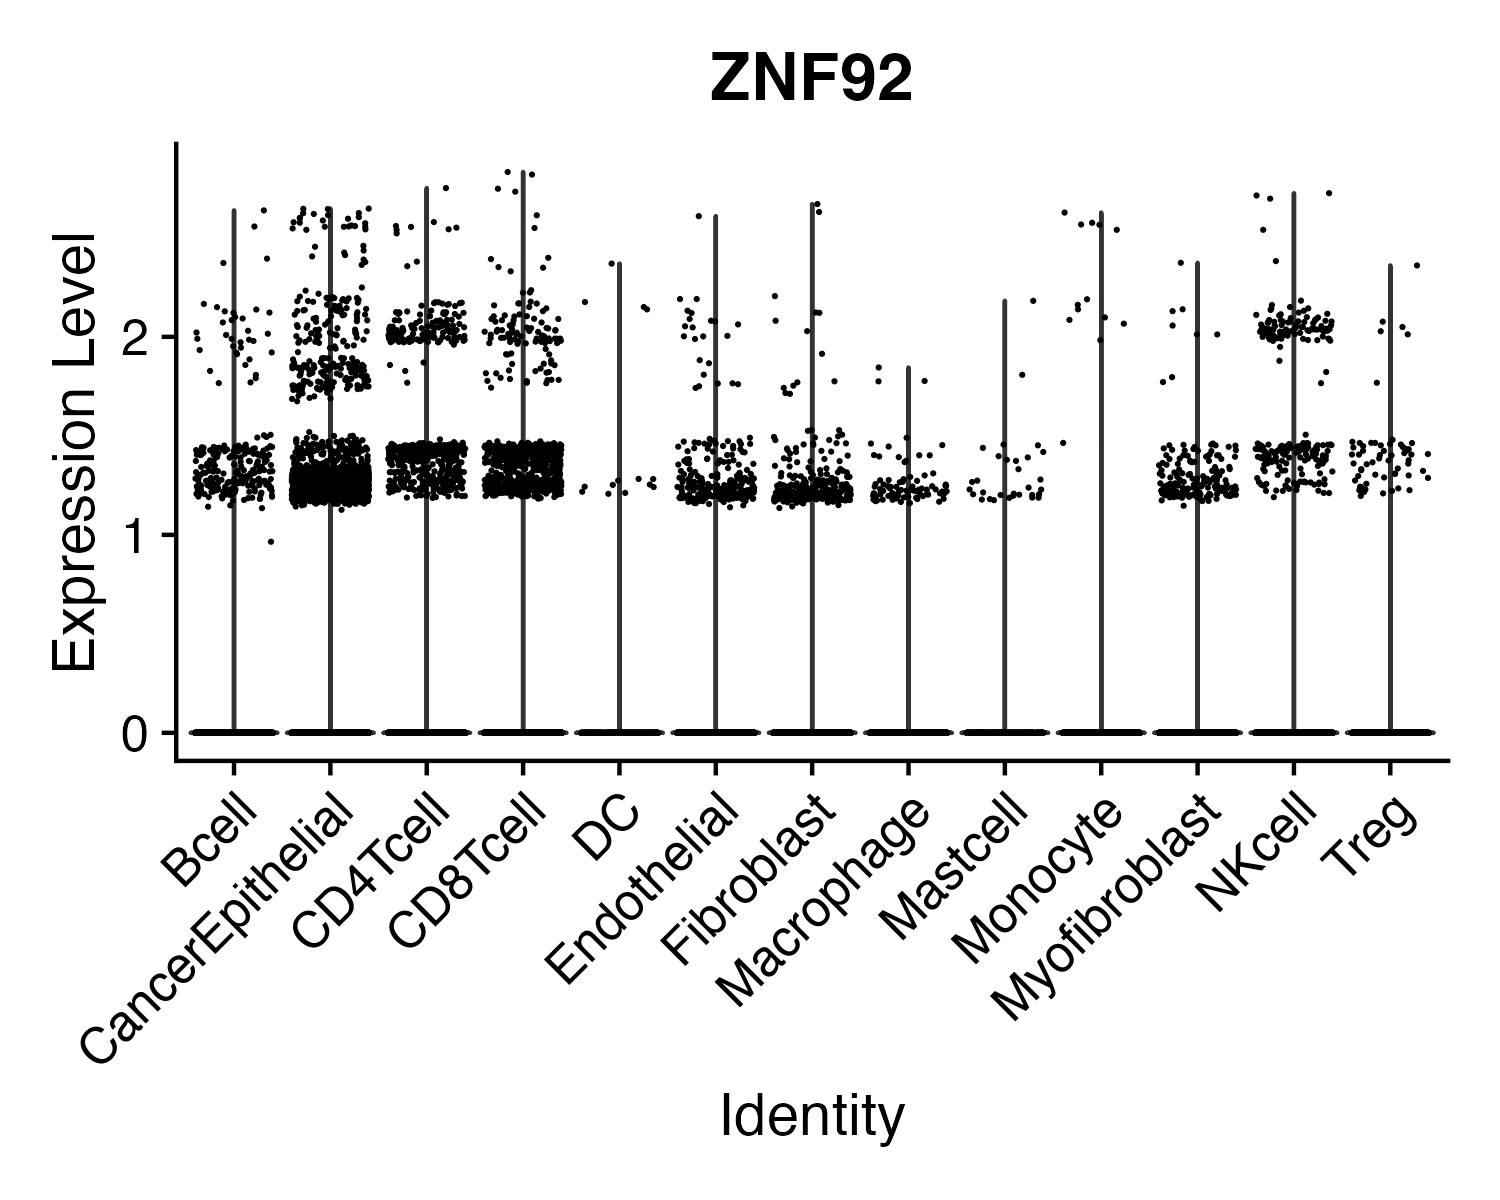 ZNF92
Expression Level
2
1
0
Bcell
CancerEpithelial
CD4Tcell
CD8Tcell
DC
Endothelial
Fibroblast
Macrophage
Mastcell
Monocyte
Myofibroblast
NKcell
Treg
Identity